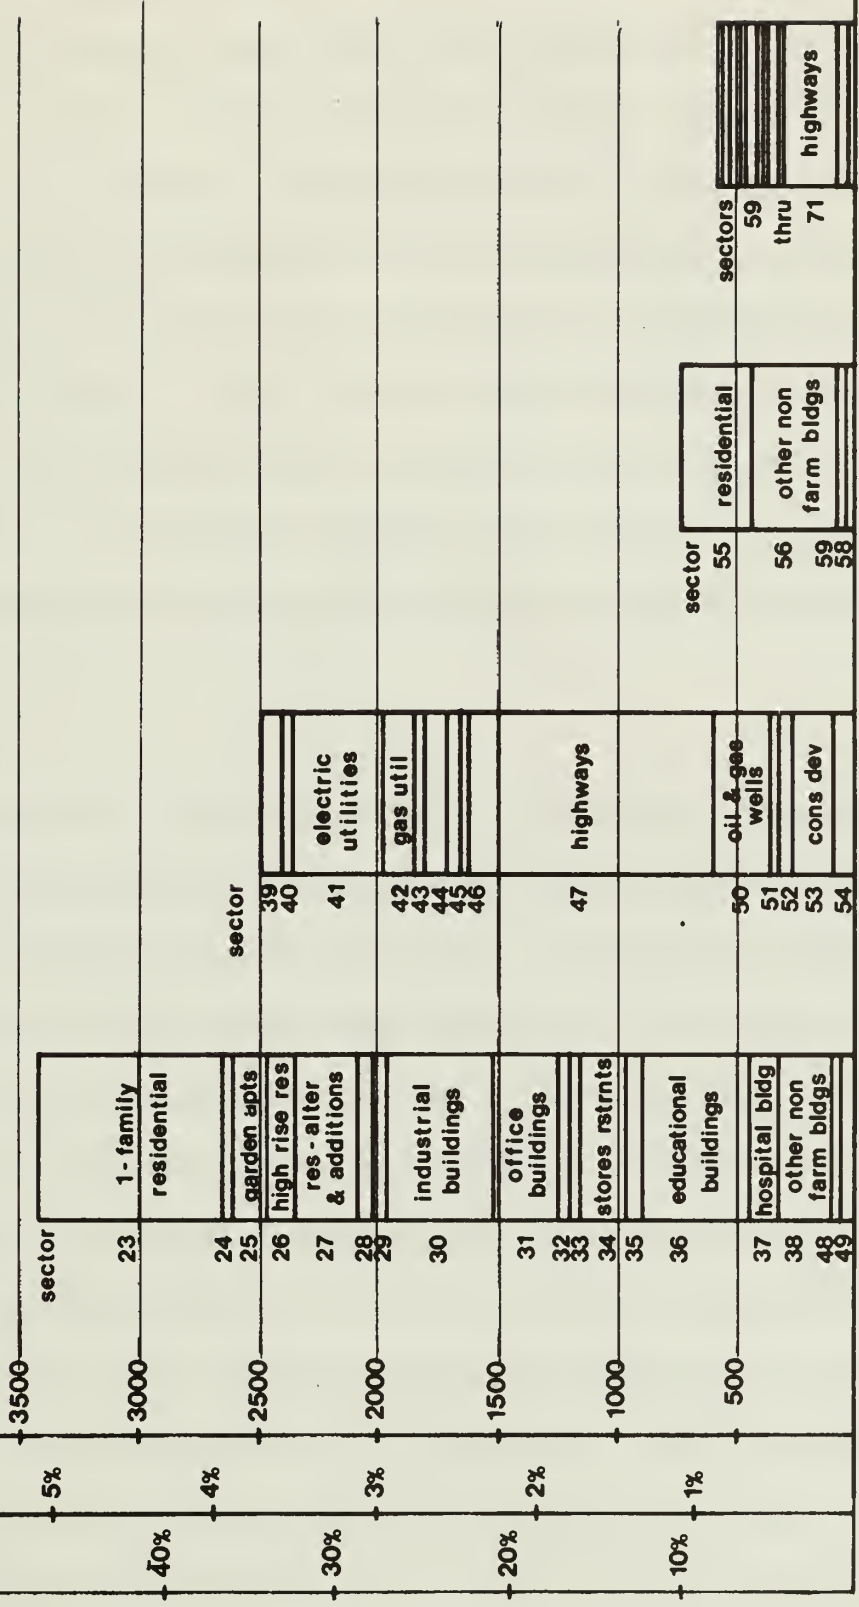 3500
3000
2500
2000
1500
1000
500
5%
4%
3%
2%
1%
40%
30%
20%
10%
sector
23
24
25
26
27
28
29
30
31
32
33
34
35
36
37
38
48
49
1-family
residential
garden apts
high rise res
res-alter
& additions
industrial
buildings
office
buildings
stores rstrnts
educational
buildings
hospital bldg
other non
farm bldgs
sector
39
40
41
42
43
44
45
46
47
50
51
52
53
54
electric
utilities
gas util
highways
oil & gas
wells
cons dev
sector
55
56
59
58
residential
other non
farm bldgs
sectors
59
thru
71
highways